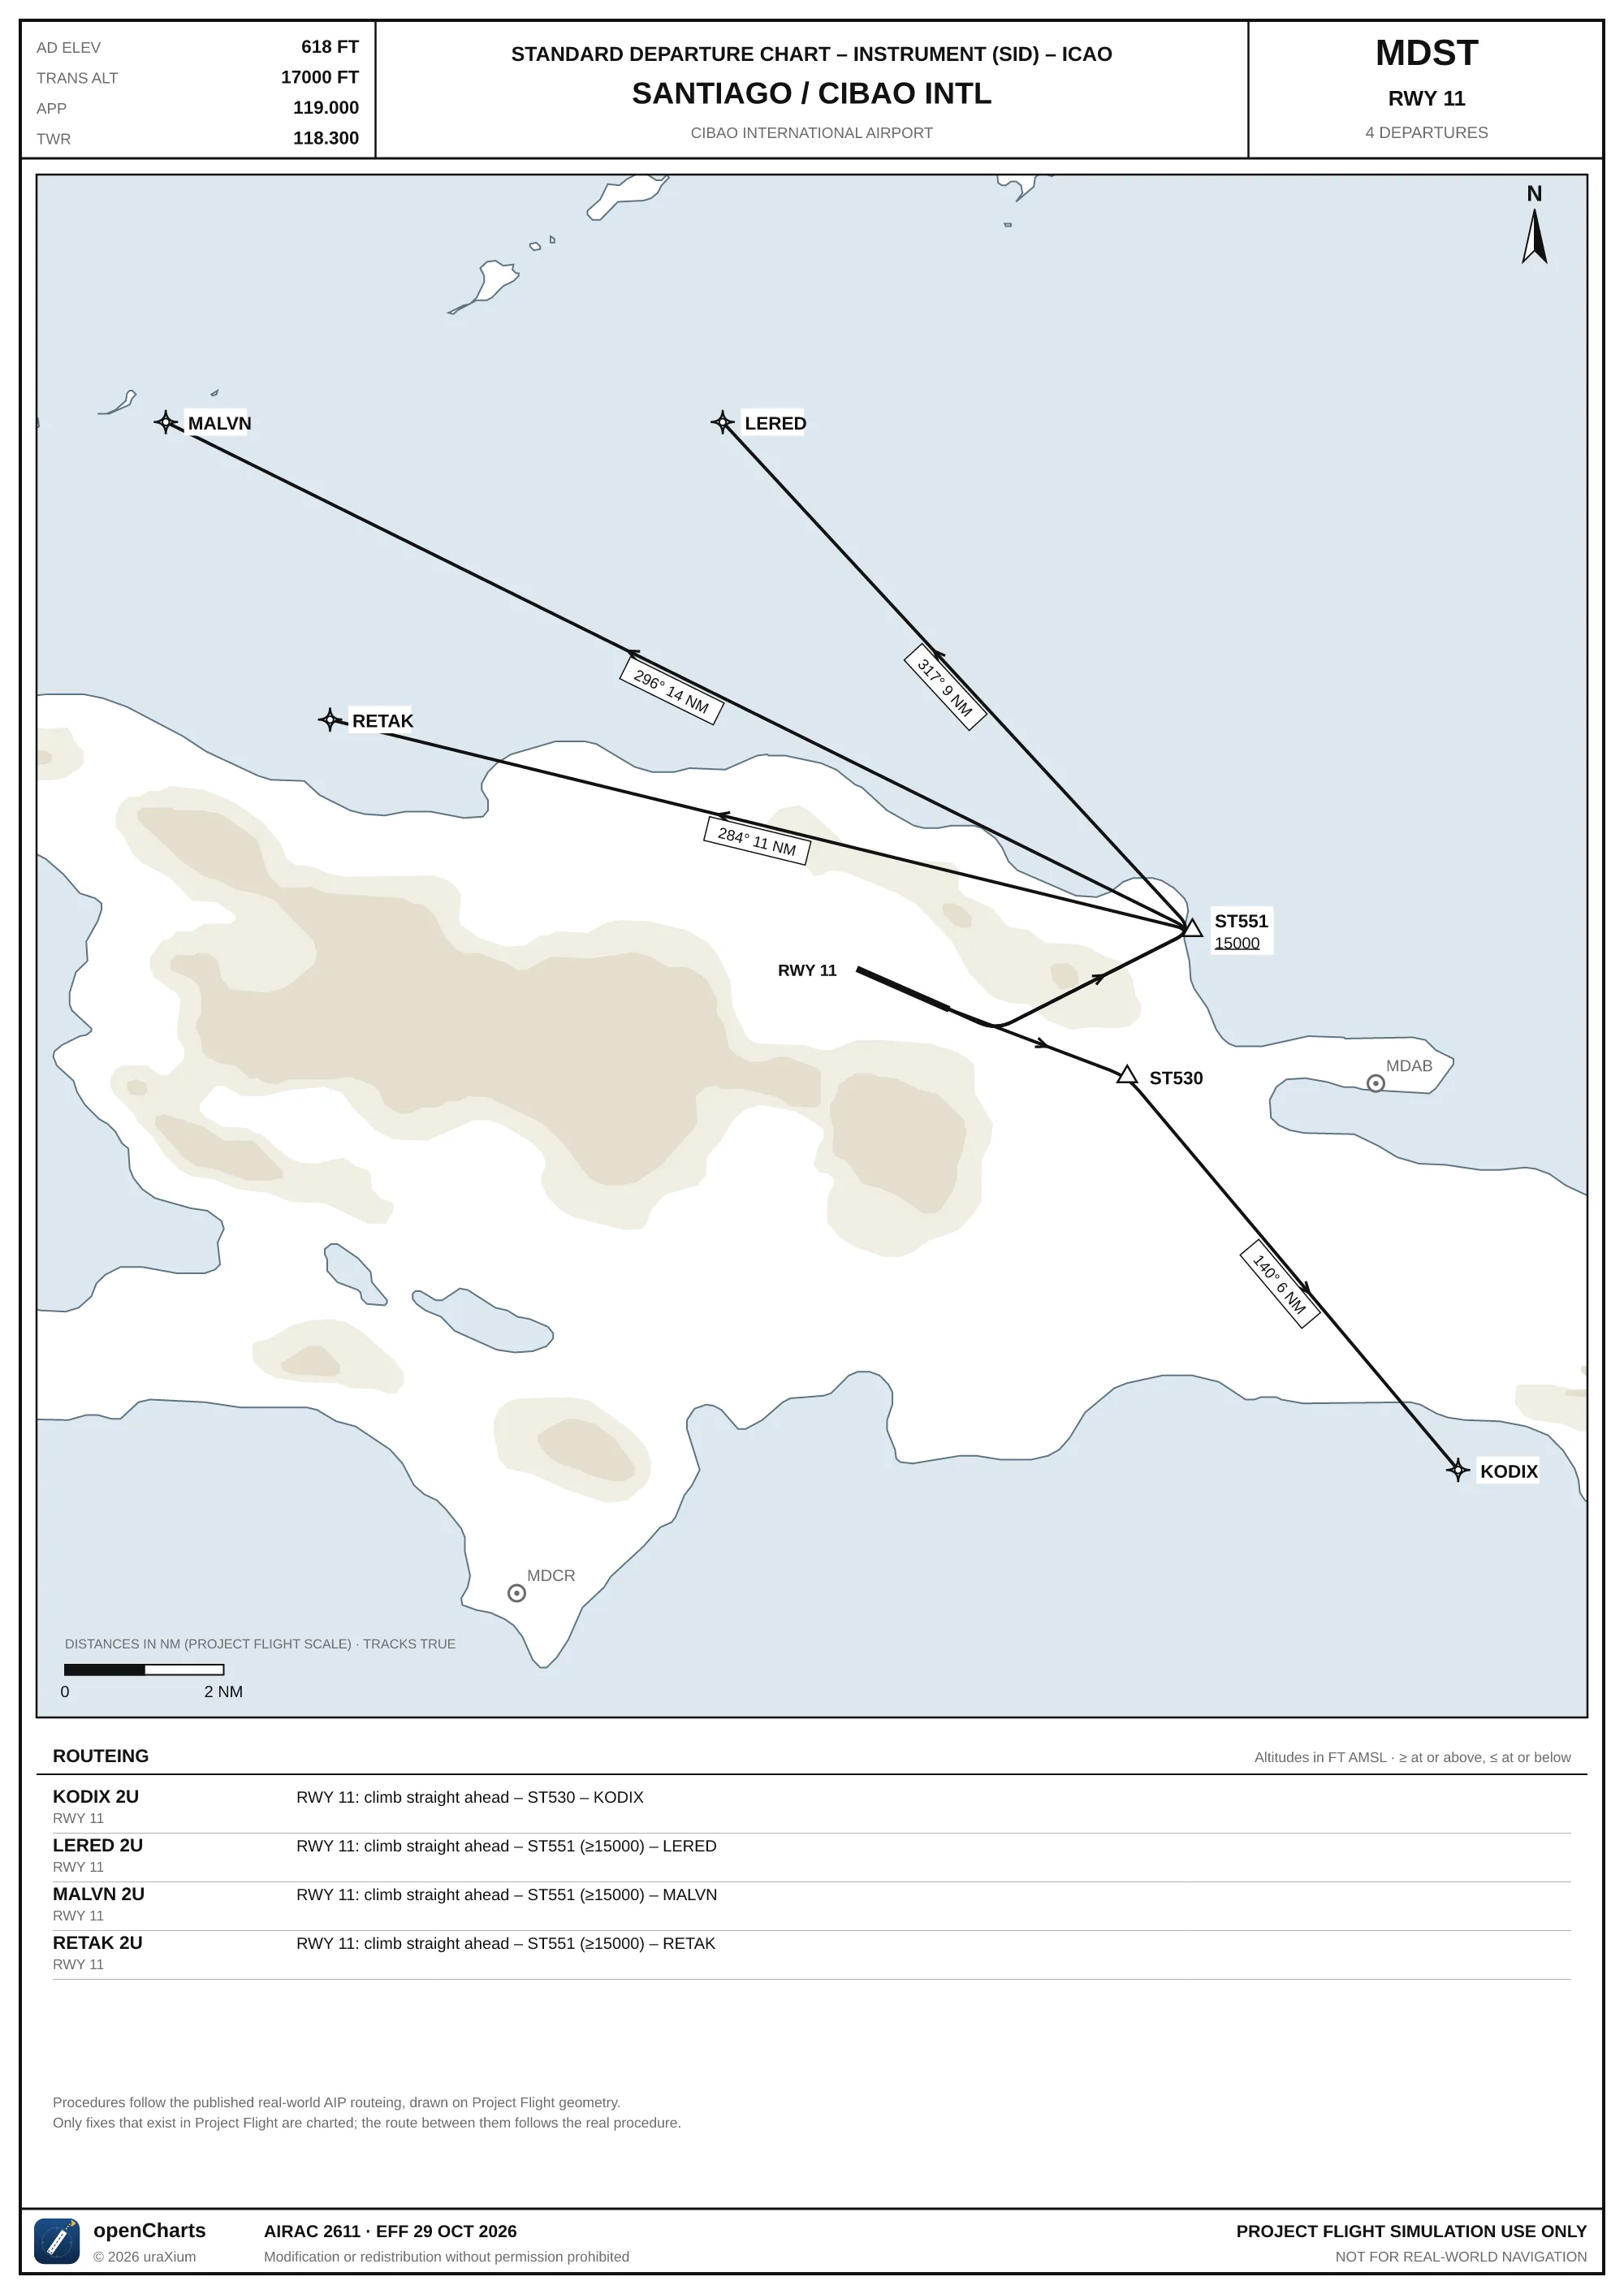 AD ELEV 618 FT
TRANS ALT 17000 FT
APP 119.000
TWR 118.300
STANDARD DEPARTURE CHART – INSTRUMENT (SID) – ICAO
SANTIAGO / CIBAO INTL
CIBAO INTERNATIONAL AIRPORT
MDST
RWY 11
4 DEPARTURES
N
MALVN
LERED
296° 14 NM
317° 9 NM
RETAK
284° 11 NM
ST551
15000
RWY 11
ST530
MDAB
140° 6 NM
KODIX
MDCR
DISTANCES IN NM (PROJECT FLIGHT SCALE) · TRACKS TRUE
0 2 NM
ROUTEING
Altitudes in FT AMSL · ≥ at or above, ≤ at or below
KODIX 2U RWY 11: climb straight ahead – ST530 – KODIX
RWY 11
LERED 2U RWY 11: climb straight ahead – ST551 (≥15000) – LERED
RWY 11
MALVN 2U RWY 11: climb straight ahead – ST551 (≥15000) – MALVN
RWY 11
RETAK 2U RWY 11: climb straight ahead – ST551 (≥15000) – RETAK
RWY 11
Procedures follow the published real-world AIP routeing, drawn on Project Flight geometry.
Only fixes that exist in Project Flight are charted; the route between them follows the real procedure.
openCharts
© 2026 uraXium
AIRAC 2611 · EFF 29 OCT 2026
Modification or redistribution without permission prohibited
PROJECT FLIGHT SIMULATION USE ONLY
NOT FOR REAL-WORLD NAVIGATION